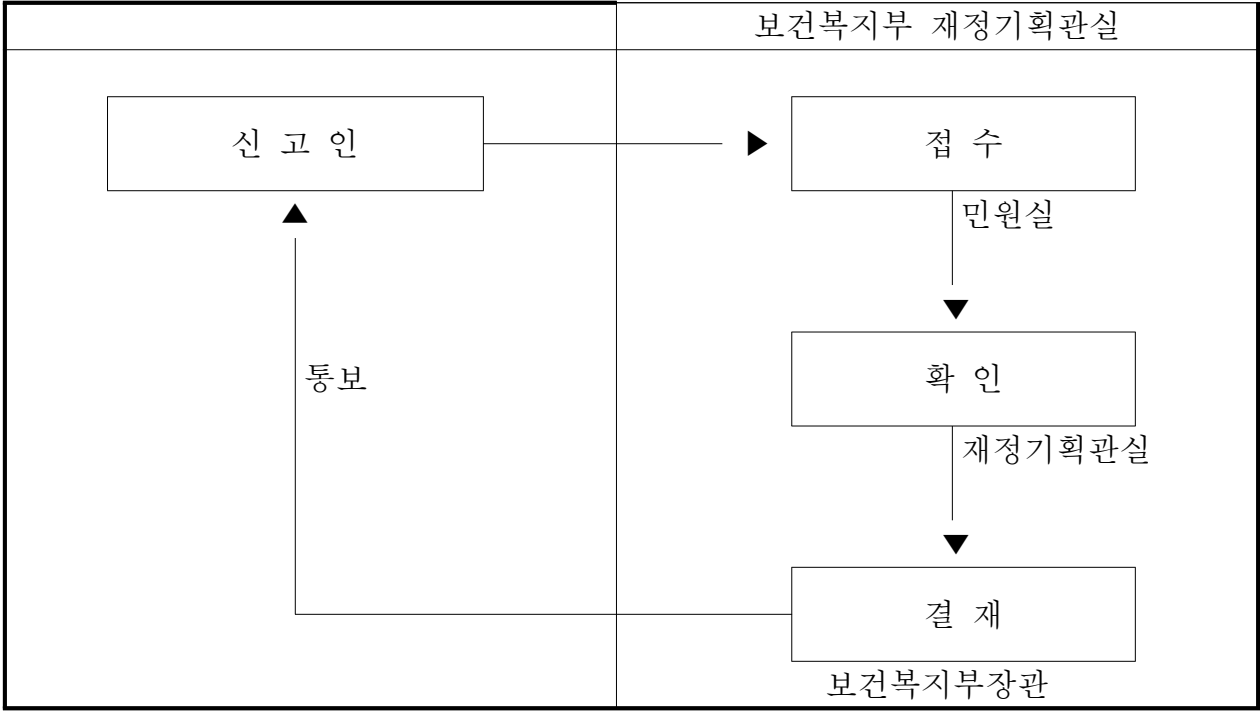 보건복지부 재정기획관실
신 고 인
접 수
민원실
확 인
통보
재정기획관실
결 재
보건복지부장관